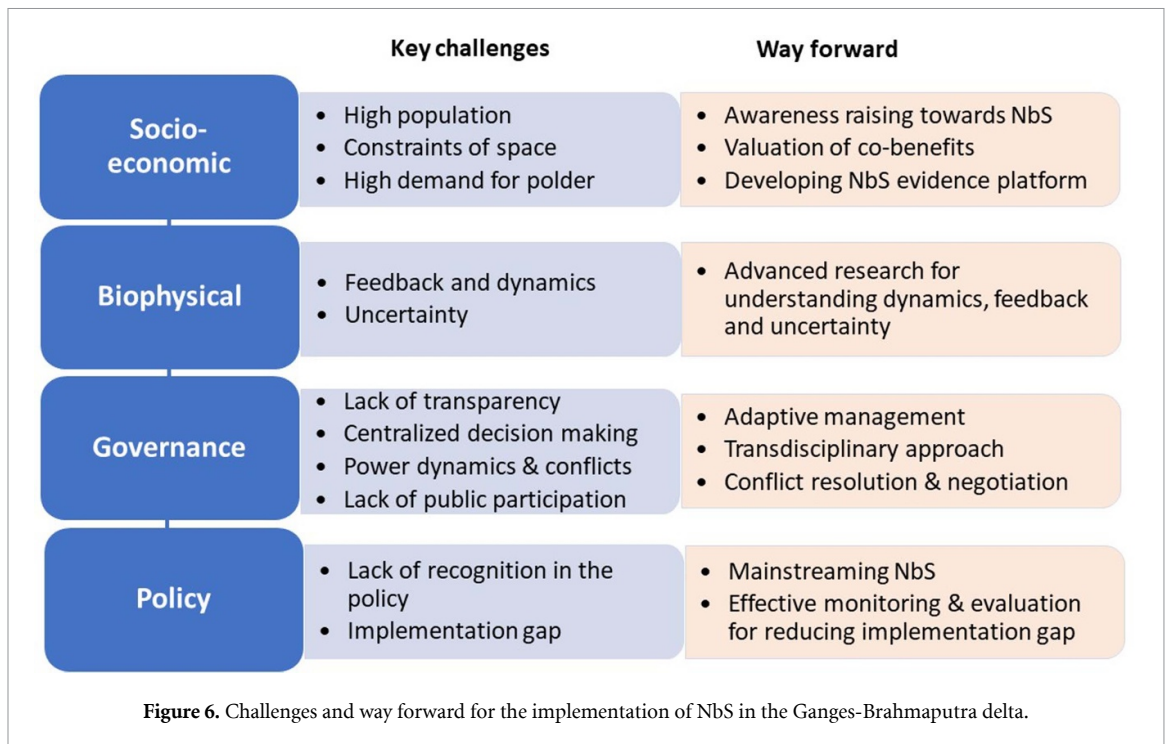 Key challenges Way forward
Socio-
economic
• High population
• Constraints of space
• High demand for polder
• Awareness raising towards NbS
• Valuation of co-benefits
• Developing NbS evidence platform
Biophysical
• Feedback and dynamics
• Uncertainty
• Advanced research for
understanding dynamics, feedback
and uncertainty
Governance
• Lack of transparency
• Centralized decision making
• Power dynamics & conflicts
• Lack of public participation
• Adaptive management
• Transdisciplinary approach
• Conflict resolution & negotiation
Policy
• Lack of recognition in the
policy
• Implementation gap
• Mainstreaming NbS
• Effective monitoring & evaluation
for reducing implementation gap
Figure 6. Challenges and way forward for the implementation of NbS in the Ganges-Brahmaputra delta.